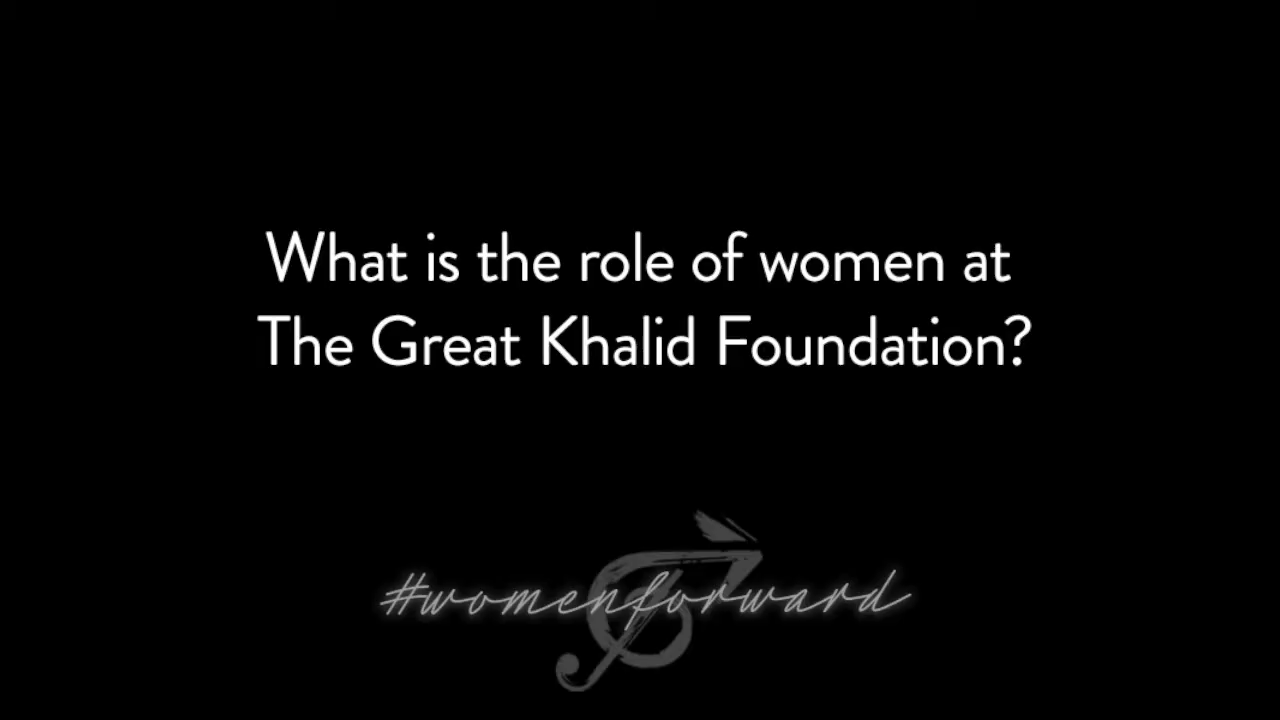 What is the role of women at
The Great Khalid Foundation?
#womenforward